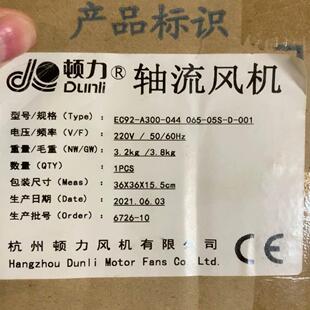 产品标识
顿力® 轴流风机
Dunli
型号/规格 (Type): EC92-A300-044 065-05S-D-001
电压/频率 (V/F): 220V / 50/60Hz
重量/毛重 (NW/GW): 3.2kg /3.8kg
数量 (QTY): 1PCS
包装尺寸 (Meas): 36X36X15.5cm
生产日期 (Date): 2021.06.03
生产批号 (Order): 6726-10
杭州顿力风机有限公司
Hangzhou Dunli Motor Fans Co.,Ltd.
CE